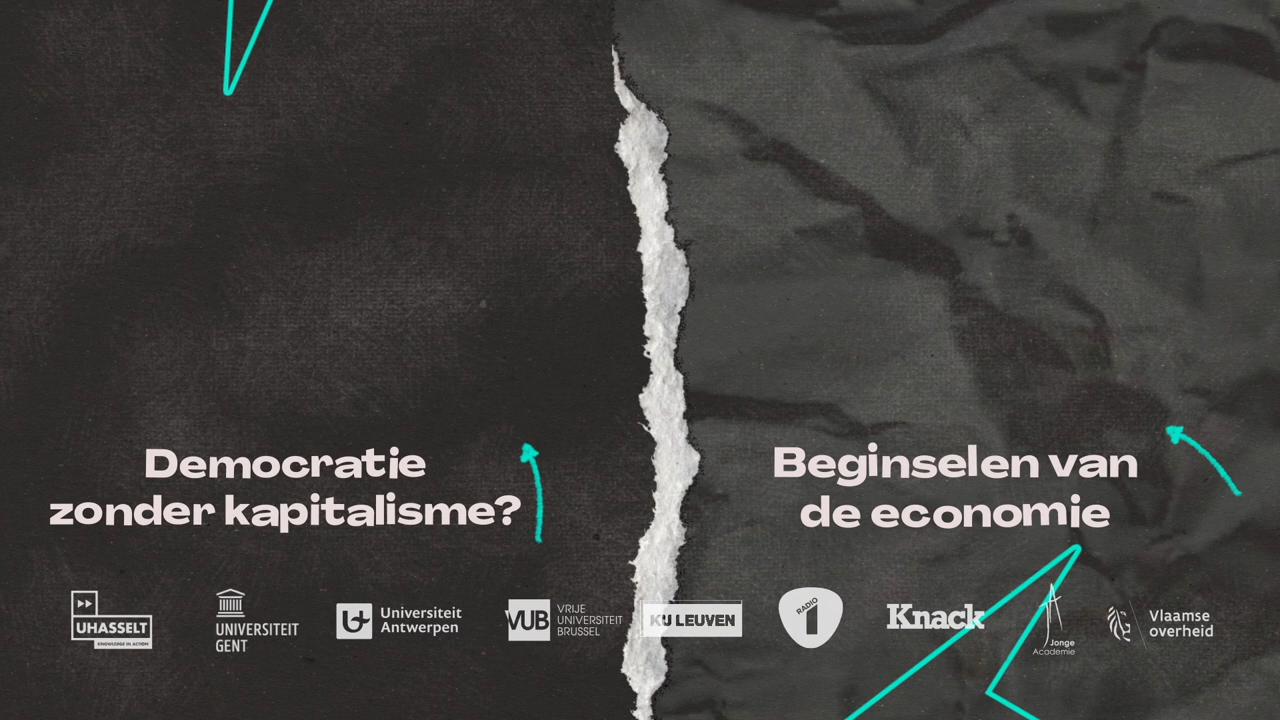 Democratie
zonder kapitalisme?
Beginselen van
de economie
UHASSELT
KNOWLEDGE IN ACTION
UNIVERSITEIT
GENT
Universiteit
Antwerpen
VUB
VRIJE
UNIVERSITEIT
BRUSSEL
KU LEUVEN
RADIO
1
Knack
Jonge
Academie
Vlaamse
overheid